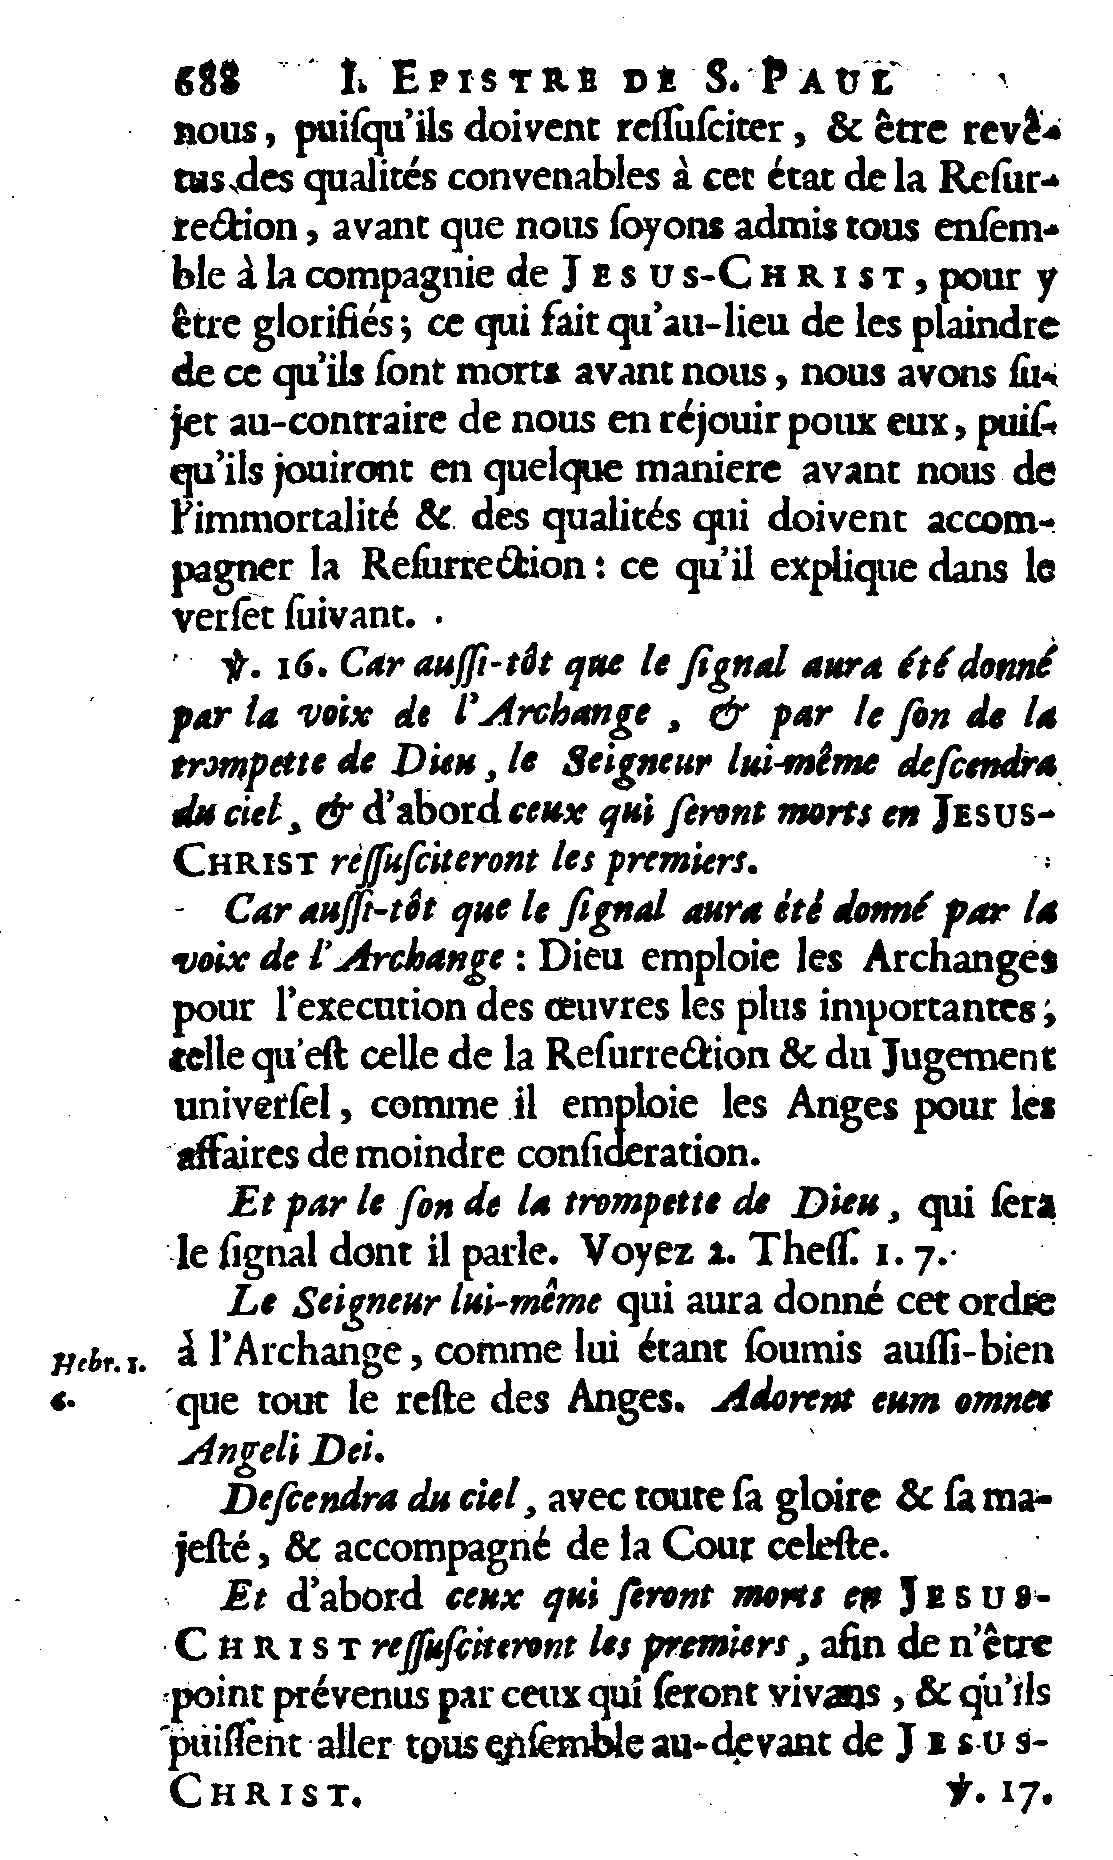 688 I. EPISTRE DE S. PAUL
nous, puiſqu'ils doivent reſſuſciter, & être revê-
tus des qualités convenables à cet état de la Reſur-
rection, avant que nous ſoyons admis tous enſem-
ble à la compagnie de JESUS-CHRIST, pour y
être glorifiés; ce qui fait qu'au-lieu de les plaindre
de ce qu'ils ſont morts avant nous, nous avons ſu-
jet au-contraire de nous en réjouir poux eux, puiſ-
qu'ils jouiront en quelque maniere avant nous de
l'immortalité & des qualités qui doivent accom-
pagner la Reſurrection: ce qu'il explique dans le
verſet ſuivant.
℣. 16. Car auſſi-tôt que le ſignal aura été donné
par la voix de l'Archange, & par le ſon de la
trompette de Dieu, le Seigneur lui-même deſcendra
du ciel, & d'abord ceux qui ſeront morts en JESUS-
CHRIST reſſuſciteront les premiers.
Car auſſi-tôt que le ſignal aura été donné par la
voix de l'Archange: Dieu emploie les Archanges
pour l'execution des œuvres les plus importantes;
telle qu'eſt celle de la Reſurrection & du Jugement
univerſel, comme il emploie les Anges pour les
affaires de moindre conſideration.
Et par le ſon de la trompette de Dieu, qui ſera
le ſignal dont il parle. Voyez 2. Theſſ. 1. 7.
Le Seigneur lui-même qui aura donné cet ordre
à l'Archange, comme lui étant ſoumis auſſi-bien
Hebr. 1.
6.
que tout le reſte des Anges. Adorent eum omnes
Angeli Dei.
Deſcendra du ciel, avec toute ſa gloire & ſa ma-
jeſté, & accompagné de la Cour celeſte.
Et d'abord ceux qui ſeront morts en JESUS-
CHRIST reſſuſciteront les premiers, afin de n'être
point prévenus par ceux qui ſeront vivans, & qu'ils
puiſſent aller tous enſemble au-devant de JESUS-
CHRIST. ℣. 17.